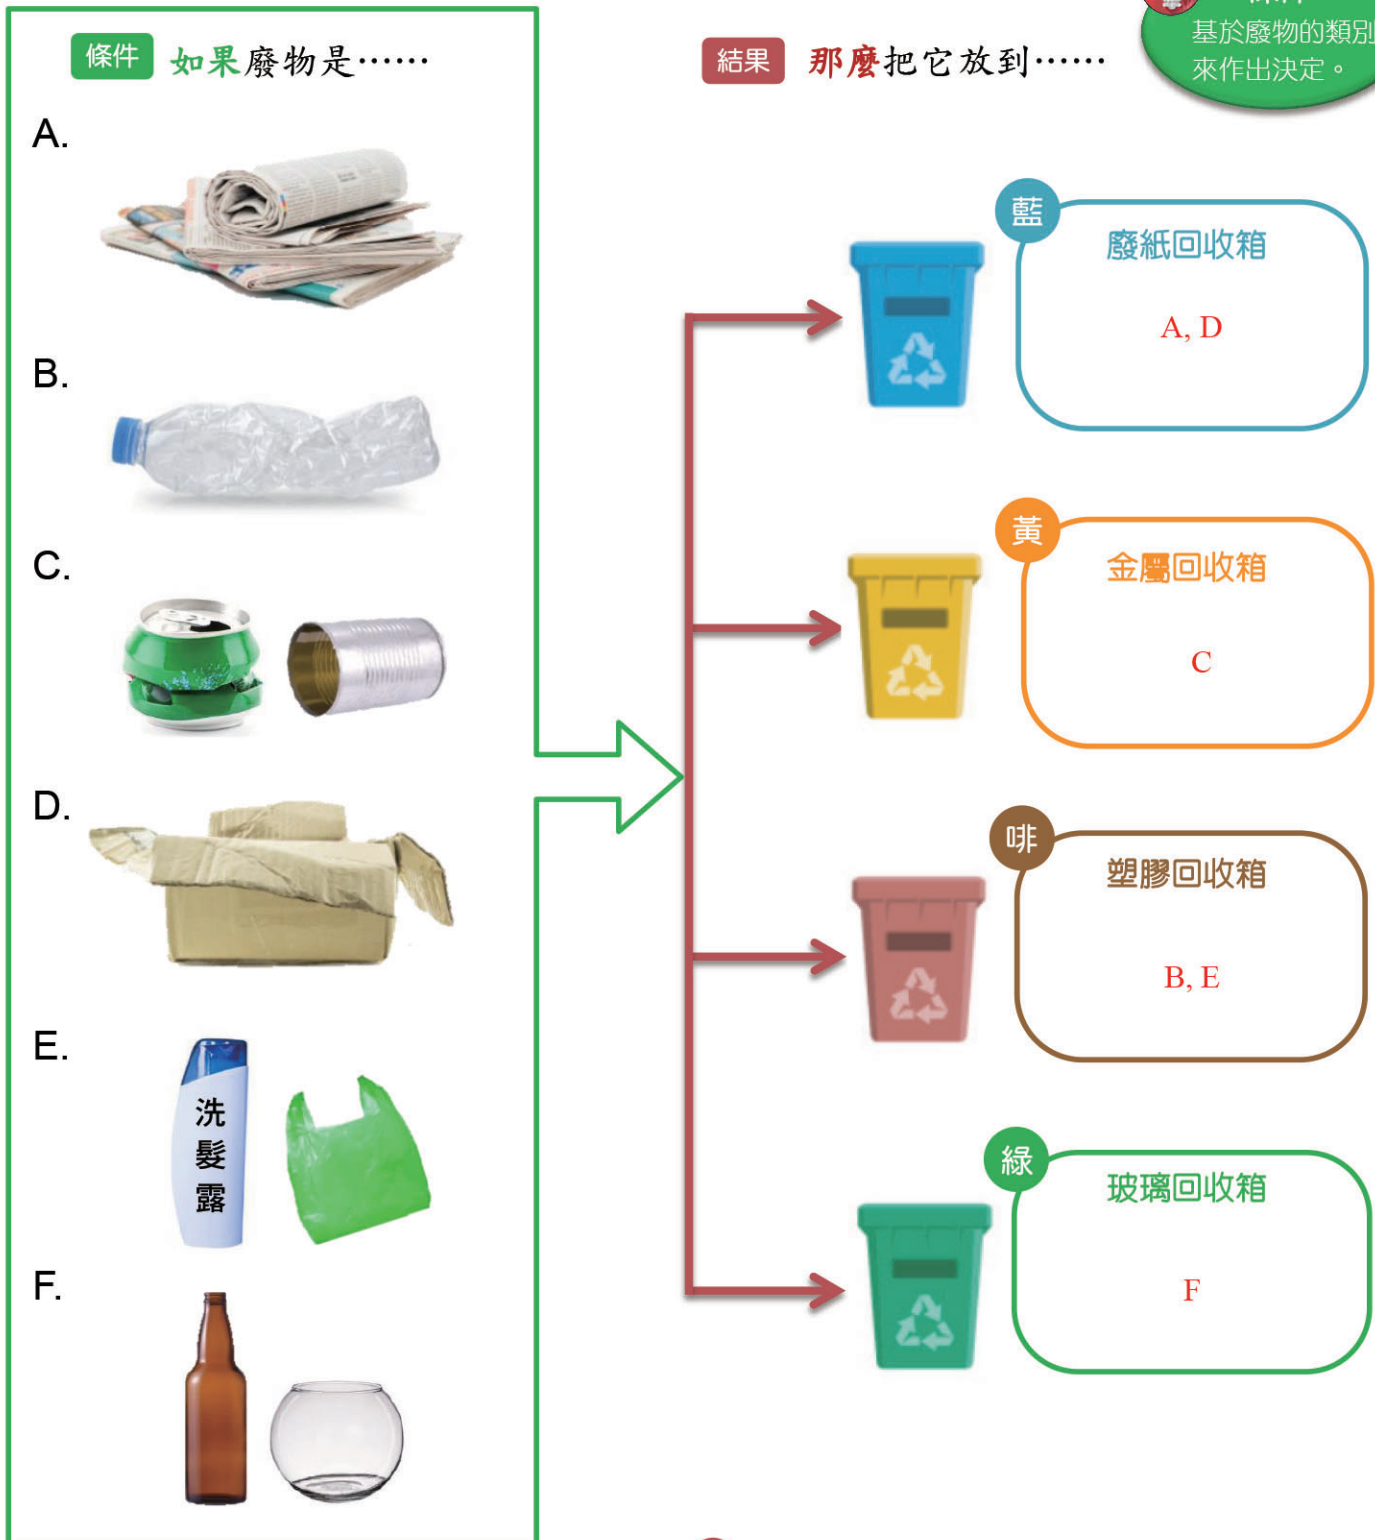 基於廢物的類別
來作出決定。
條件 如果廢物是……
結果 那麼把它放到……
A.
B.
C.
D.
E.
洗
髮
露
F.
藍
廢紙回收箱
A, D
黃
金屬回收箱
C
啡
塑膠回收箱
B, E
綠
玻璃回收箱
F